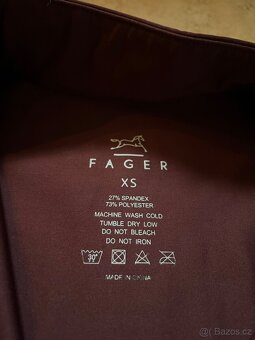 FAGER
XS
27% SPANDEX
73% POLYESTER
MACHINE WASH COLD
TUMBLE DRY LOW
DO NOT BLEACH
DO NOT IRON
30°
MADE IN CHINA
sbazos.cz